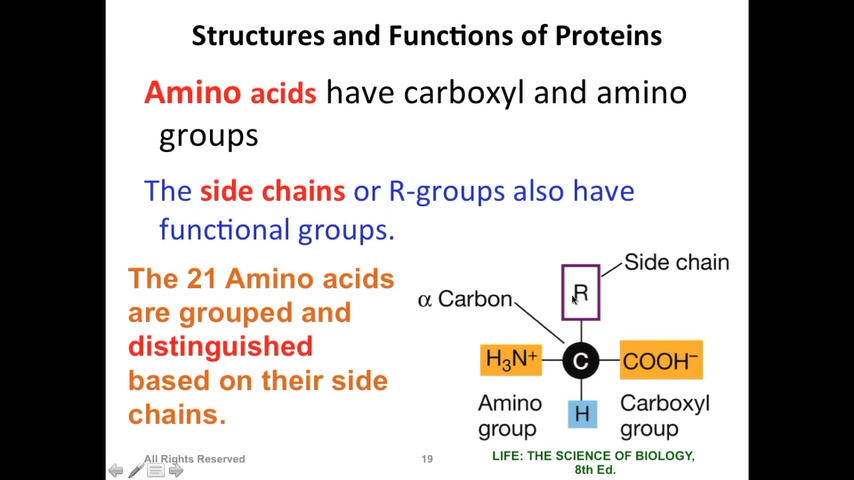 Structures and Functions of Proteins
Amino acids have carboxyl and amino
groups
The side chains or R-groups also have
functional groups.
The 21 Amino acids
are grouped and
distinguished
based on their side
chains.
Side chain
R
α Carbon
H₃N⁺
C
COOH⁻
H
Amino
group
Carboxyl
group
All Rights Reserved
19
LIFE: THE SCIENCE OF BIOLOGY,
8th Ed.